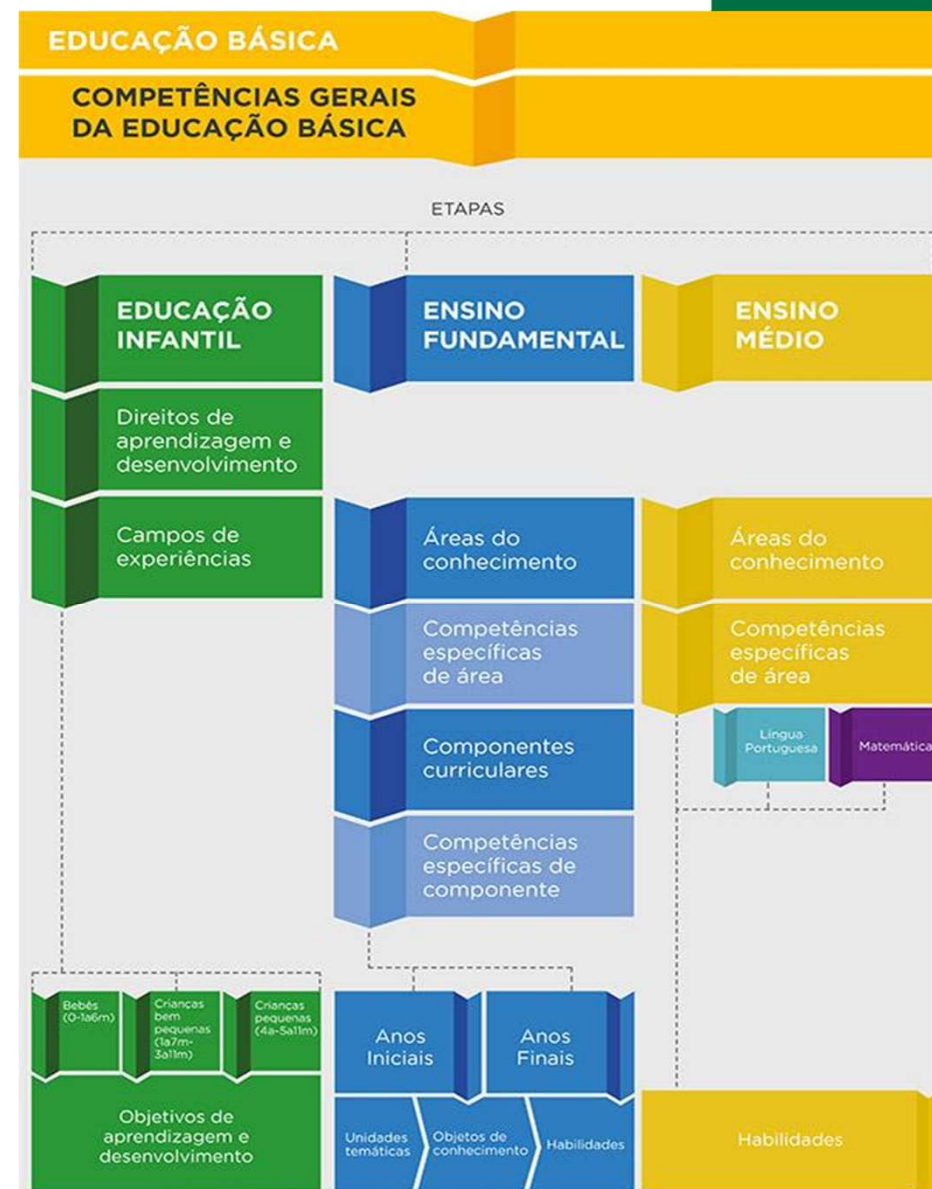 EDUCAÇÃO BÁSICA
COMPETÊNCIAS GERAIS
DA EDUCAÇÃO BÁSICA
ETAPAS
EDUCAÇÃO
INFANTIL
Direitos de
aprendizagem e
desenvolvimento
Campos de
experiências
Bebês
(0-1a6m)
Crianças
bem
pequenas
(1a7m-
3a11m)
Crianças
pequenas
(4a-5a11m)
Objetivos de
aprendizagem e
desenvolvimento
ENSINO
FUNDAMENTAL
Áreas do
conhecimento
Competências
específicas
de área
Componentes
curriculares
Competências
específicas de
componente
Anos
Iniciais
Anos
Finais
Unidades
temáticas
Objetos de
conhecimento
Habilidades
ENSINO
MÉDIO
Áreas do
conhecimento
Competências
específicas
de área
Língua
Portuguesa
Matemática
Habilidades